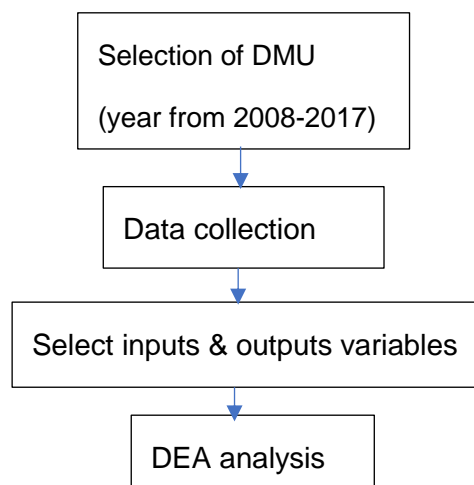 Selection of DMU
(year from 2008-2017)
Data collection
Select inputs & outputs variables
DEA analysis